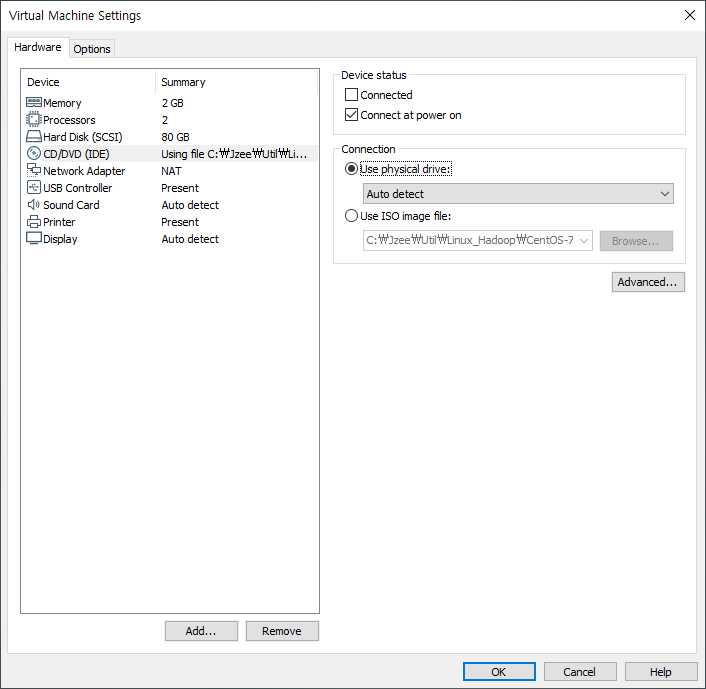 Virtual Machine Settings
Hardware Options
Device Summary
Memory 2 GB
Processors 2
Hard Disk (SCSI) 80 GB
CD/DVD (IDE) Using file C:₩Jzee₩Util₩Li...
Network Adapter NAT
USB Controller Present
Sound Card Auto detect
Printer Present
Display Auto detect
Add... Remove
Device status
Connected
Connect at power on
Connection
Use physical drive:
Auto detect
Use ISO image file:
C:₩Jzee₩Util₩Linux_Hadoop₩CentOS-7 Browse...
Advanced...
OK Cancel Help